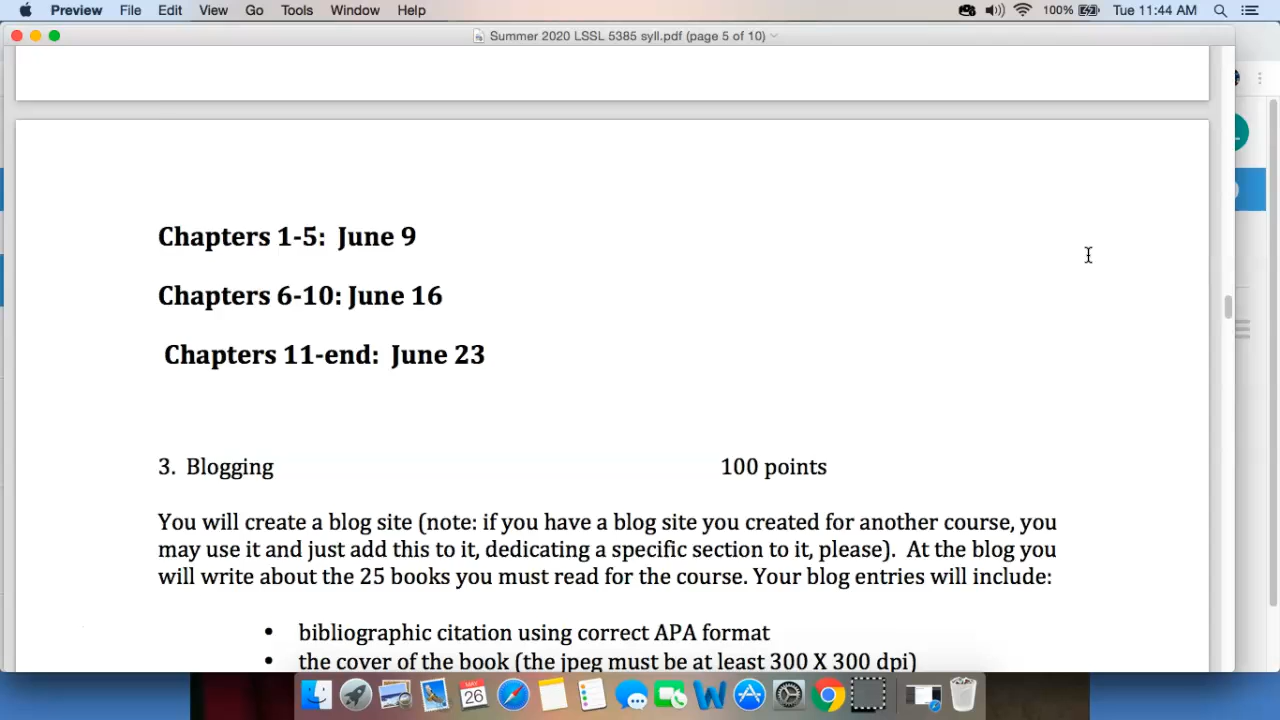 Preview File Edit View Go Tools Window Help 100% Tue 11:44 AM
Summer 2020 LSSL 5385 syll.pdf (page 5 of 10)
Chapters 1-5: June 9
Chapters 6-10: June 16
Chapters 11-end: June 23
3. Blogging 100 points
You will create a blog site (note: if you have a blog site you created for another course, you
may use it and just add this to it, dedicating a specific section to it, please). At the blog you
will write about the 25 books you must read for the course. Your blog entries will include:
• bibliographic citation using correct APA format
• the cover of the book (the jpeg must be at least 300 X 300 dpi)
MAY
26